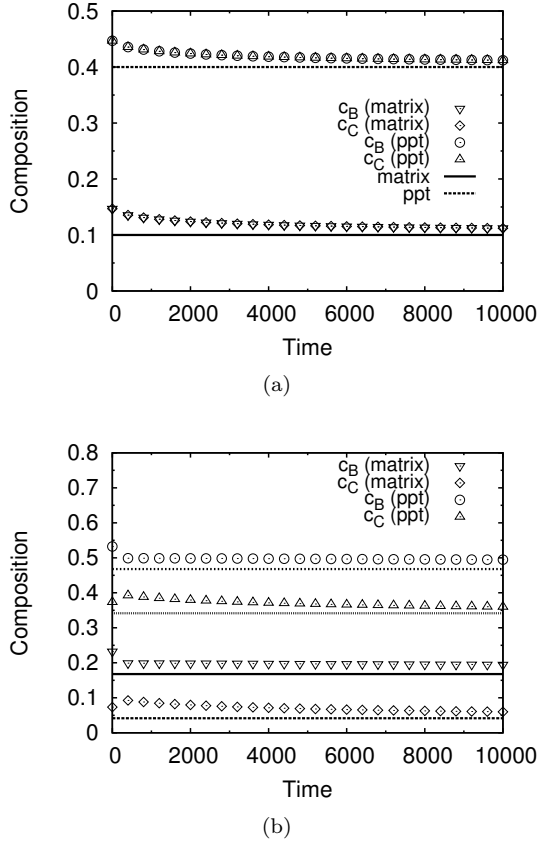 0.5
0.4
0.3
0.2
0.1
0
Composition
c_B (matrix)
c_C (matrix)
c_B (ppt)
c_C (ppt)
matrix
ppt
0 2000 4000 6000 8000 10000
Time
(a)
0.8
0.7
0.6
0.5
0.4
0.3
0.2
0.1
0
Composition
c_B (matrix)
c_C (matrix)
c_B (ppt)
c_C (ppt)
0 2000 4000 6000 8000 10000
Time
(b)